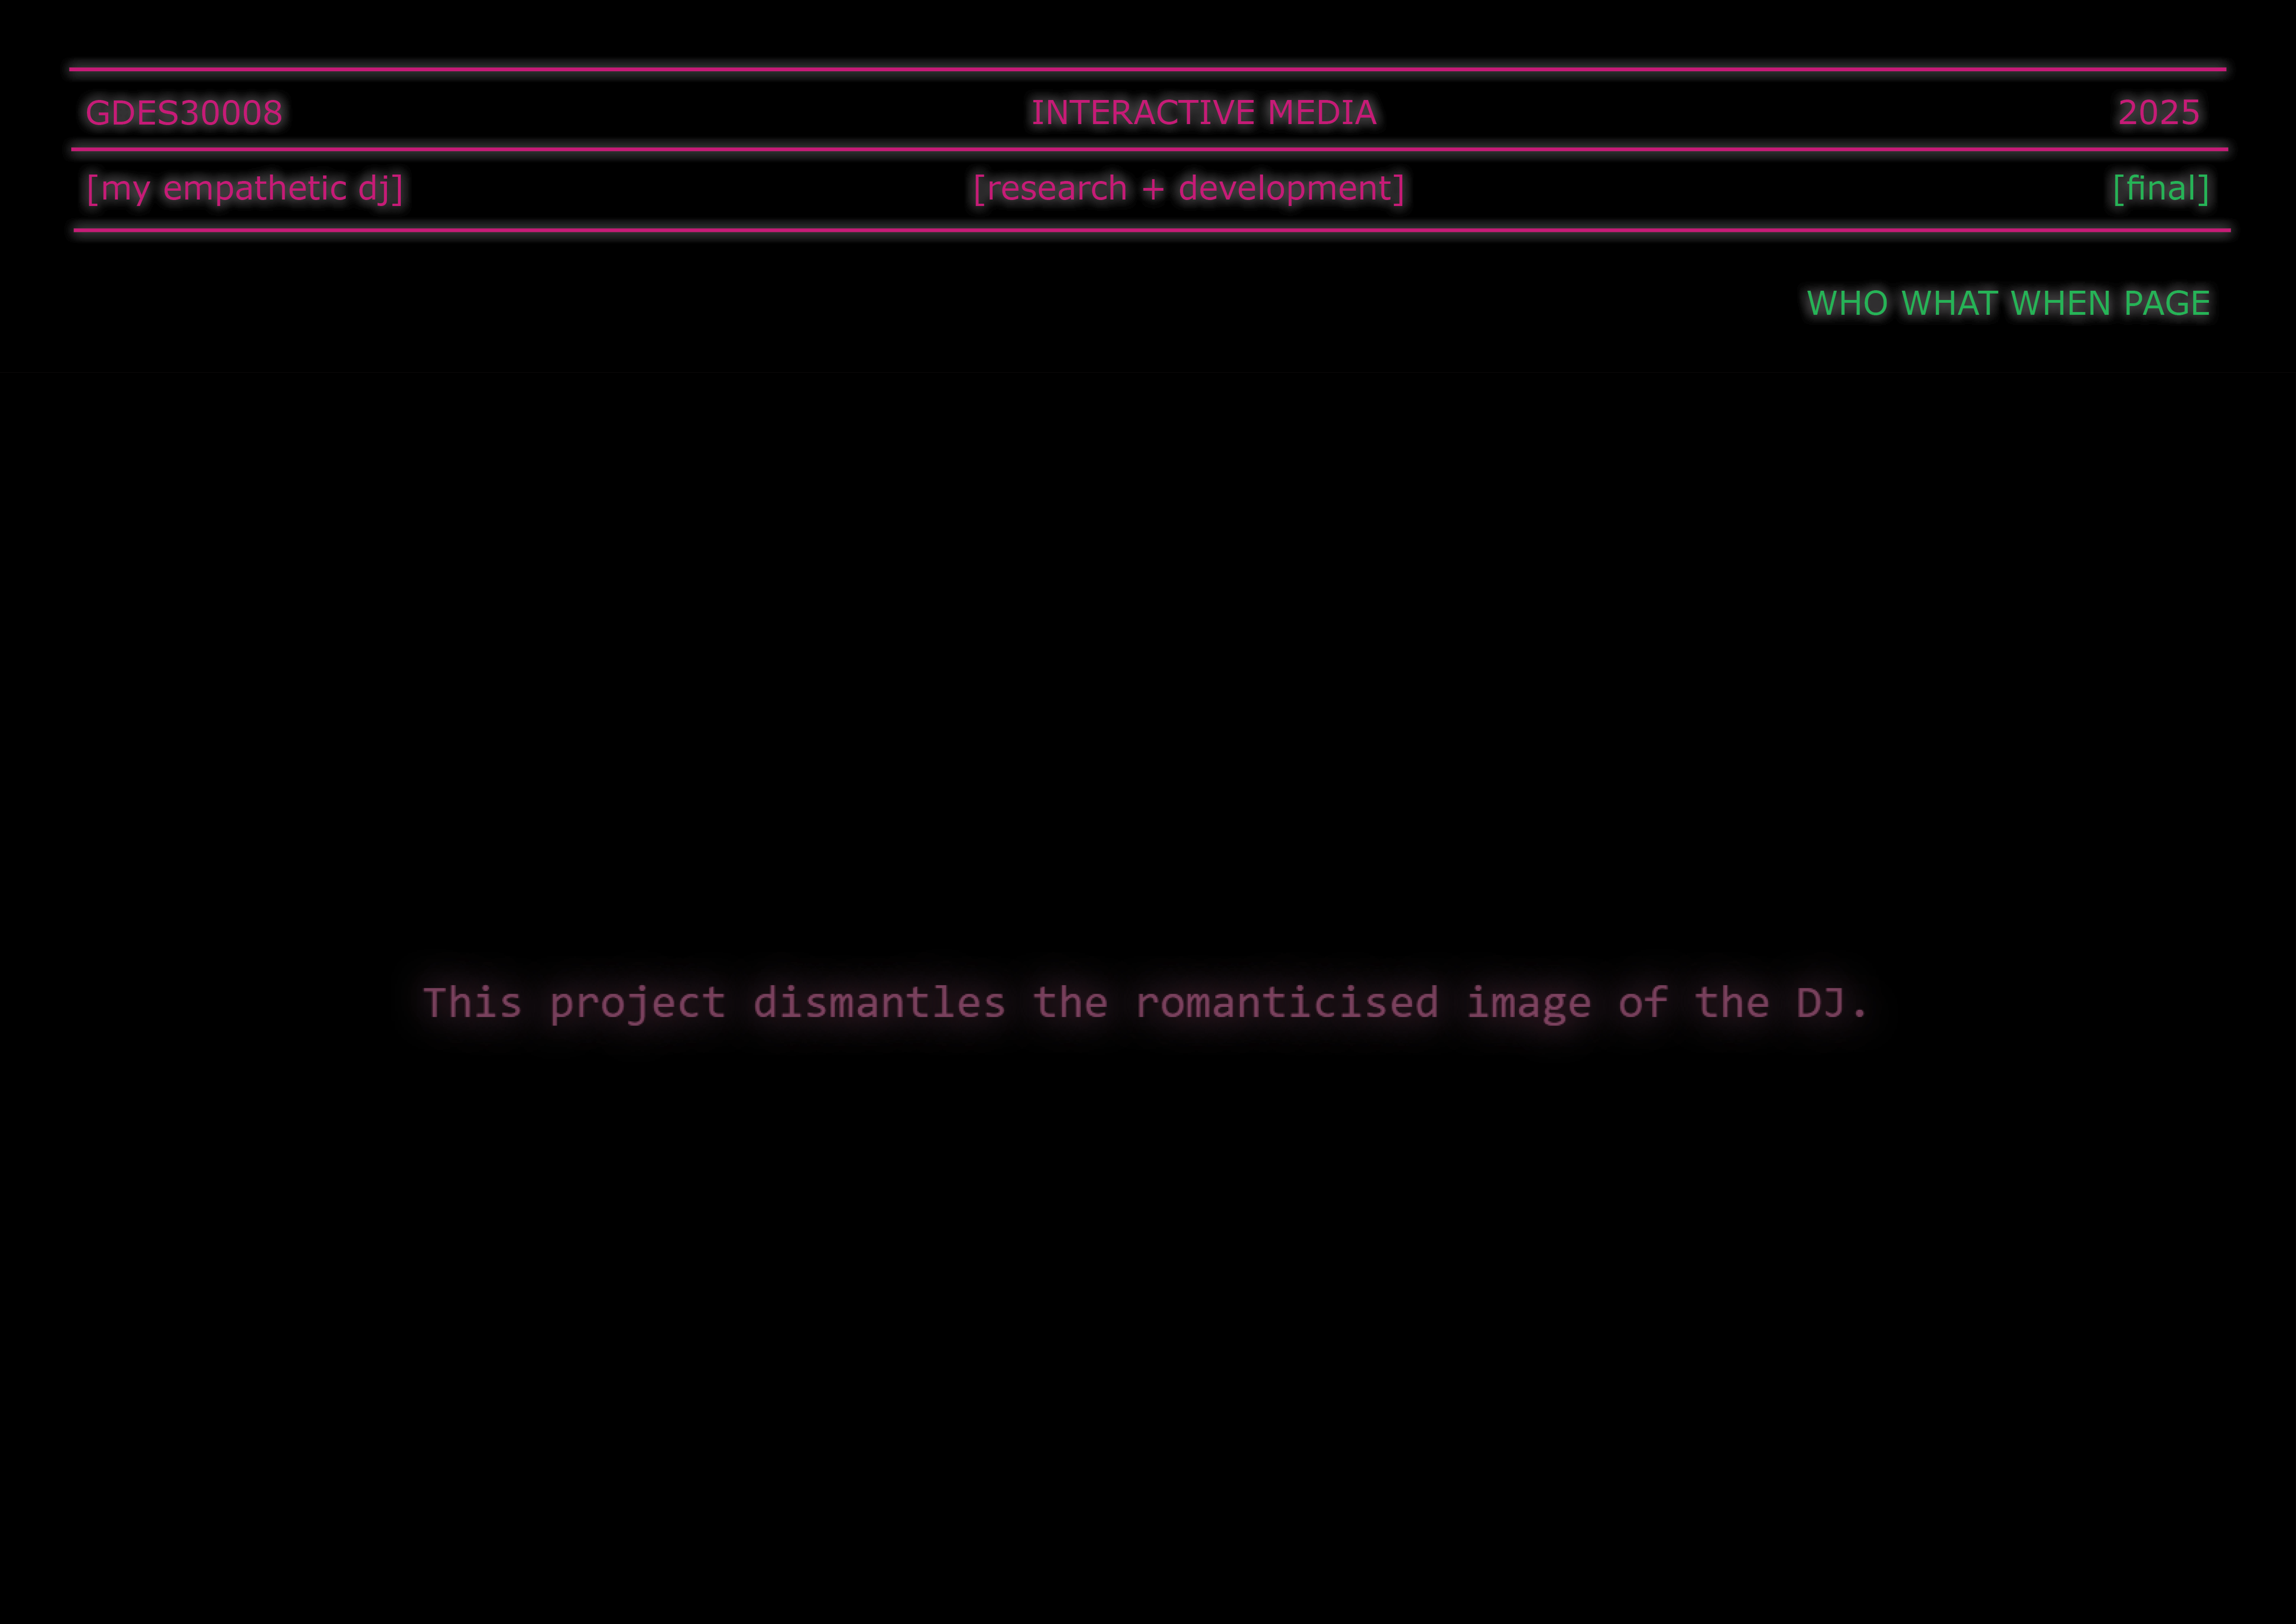 GDES30008 INTERACTIVE MEDIA 2025
[my empathetic dj] [research + development] [final]
WHO WHAT WHEN PAGE
This project dismantles the romanticised image of the DJ.